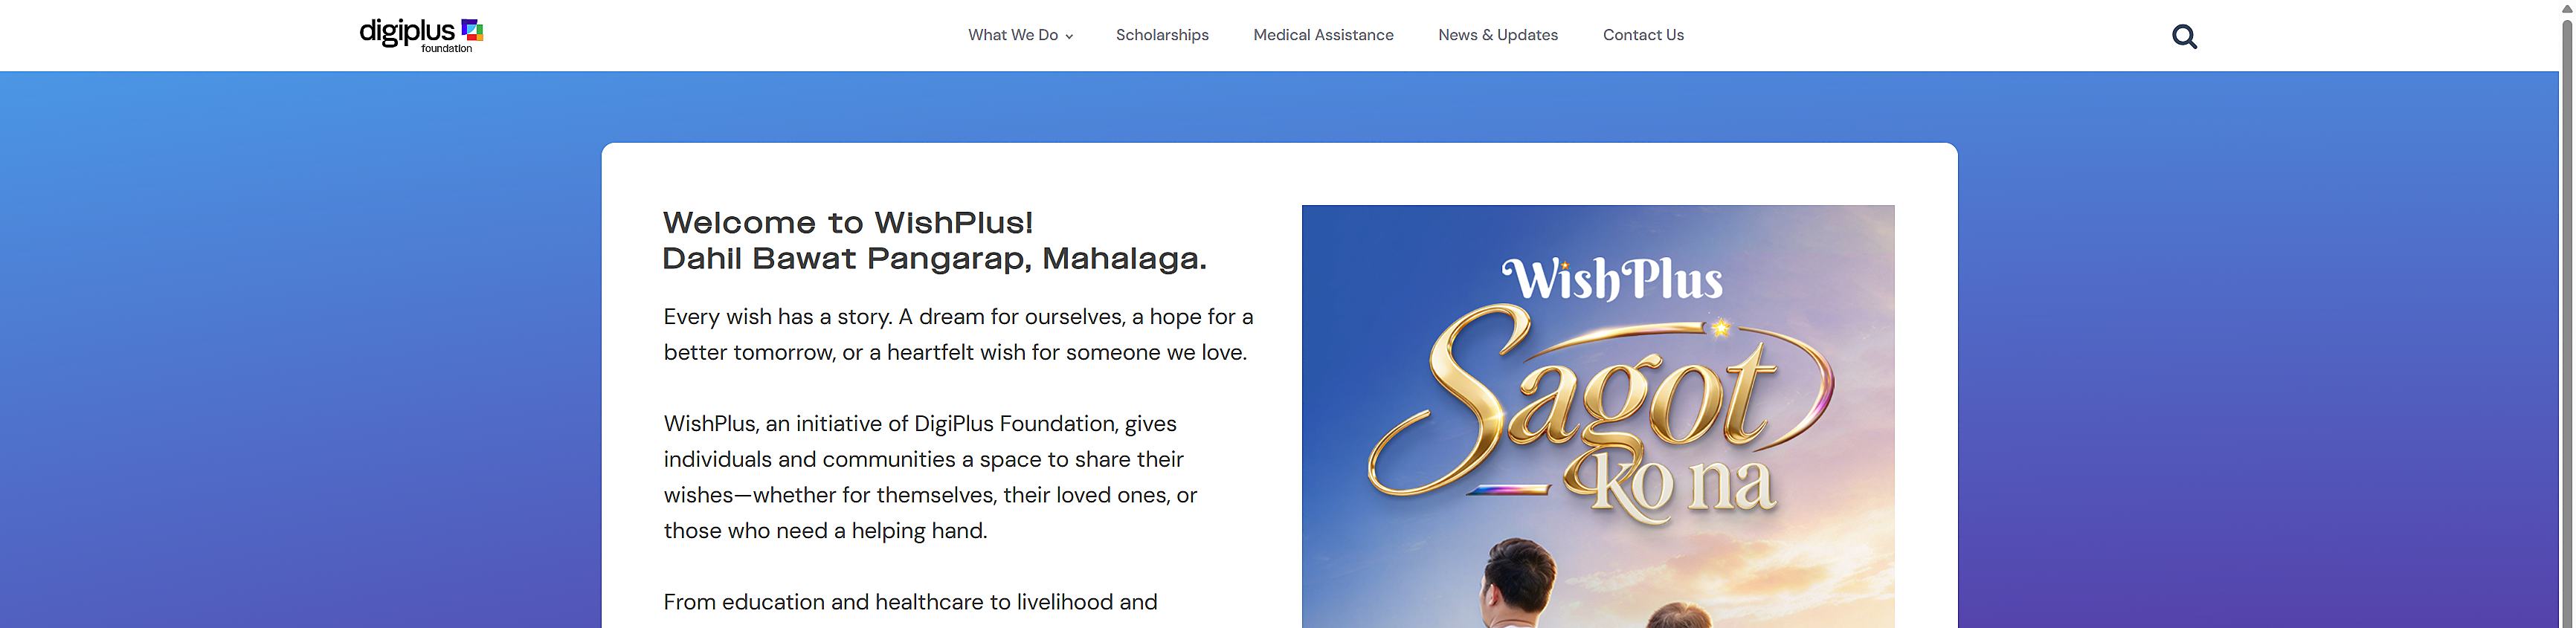 digiplus
foundation
What We Do
Scholarships
Medical Assistance
News & Updates
Contact Us
Welcome to WishPlus!
Dahil Bawat Pangarap, Mahalaga.
Every wish has a story. A dream for ourselves, a hope for a
better tomorrow, or a heartfelt wish for someone we love.
WishPlus, an initiative of DigiPlus Foundation, gives
individuals and communities a space to share their
wishes—whether for themselves, their loved ones, or
those who need a helping hand.
From education and healthcare to livelihood and
WishPlus
Sagot
ko na